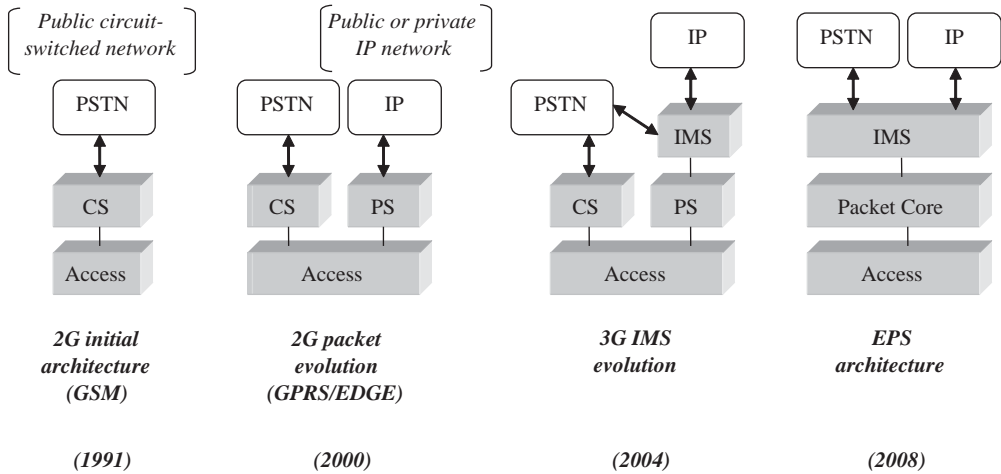 Public circuit-
switched network
Public or private
IP network
IP
PSTN
IP
PSTN
PSTN
IP
PSTN
IMS
IMS
CS
CS
PS
CS
PS
Packet Core
Access
Access
Access
Access
2G initial
architecture
(GSM)
2G packet
evolution
(GPRS/EDGE)
3G IMS
evolution
EPS
architecture
(1991)
(2000)
(2004)
(2008)